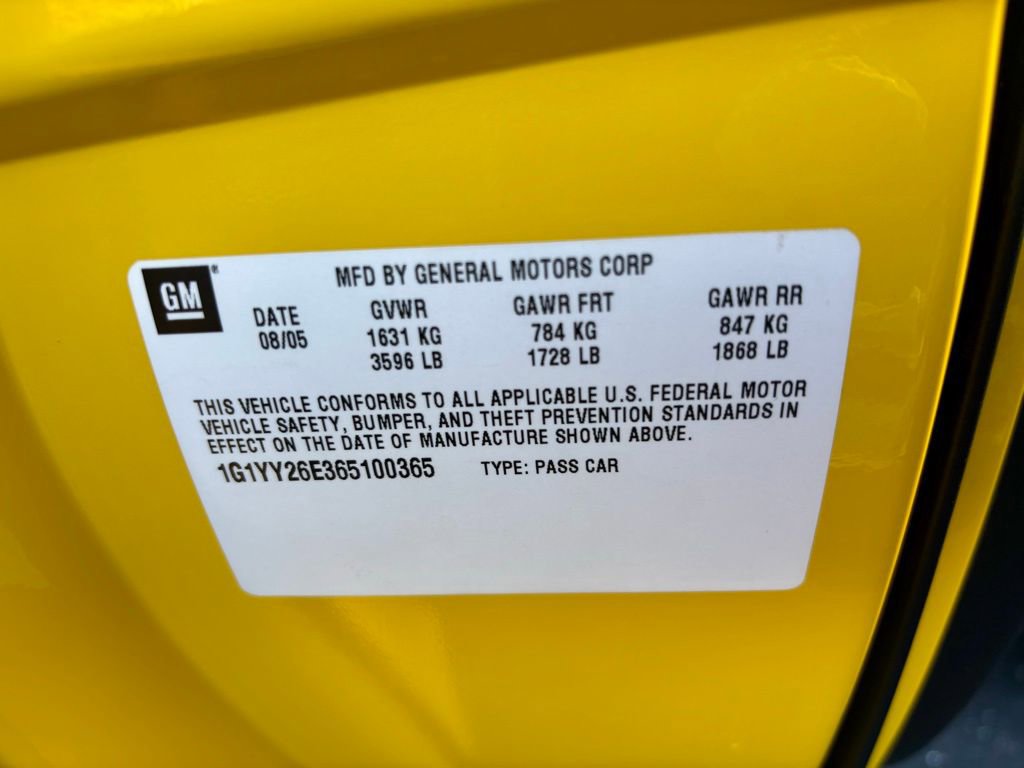 GM®
MFD BY GENERAL MOTORS CORP
DATE GVWR GAWR FRT GAWR RR
08/05 1631 KG 784 KG 847 KG
3596 LB 1728 LB 1868 LB
THIS VEHICLE CONFORMS TO ALL APPLICABLE U.S. FEDERAL MOTOR
VEHICLE SAFETY, BUMPER, AND THEFT PREVENTION STANDARDS IN
EFFECT ON THE DATE OF MANUFACTURE SHOWN ABOVE.
1G1YY26E365100365 TYPE: PASS CAR